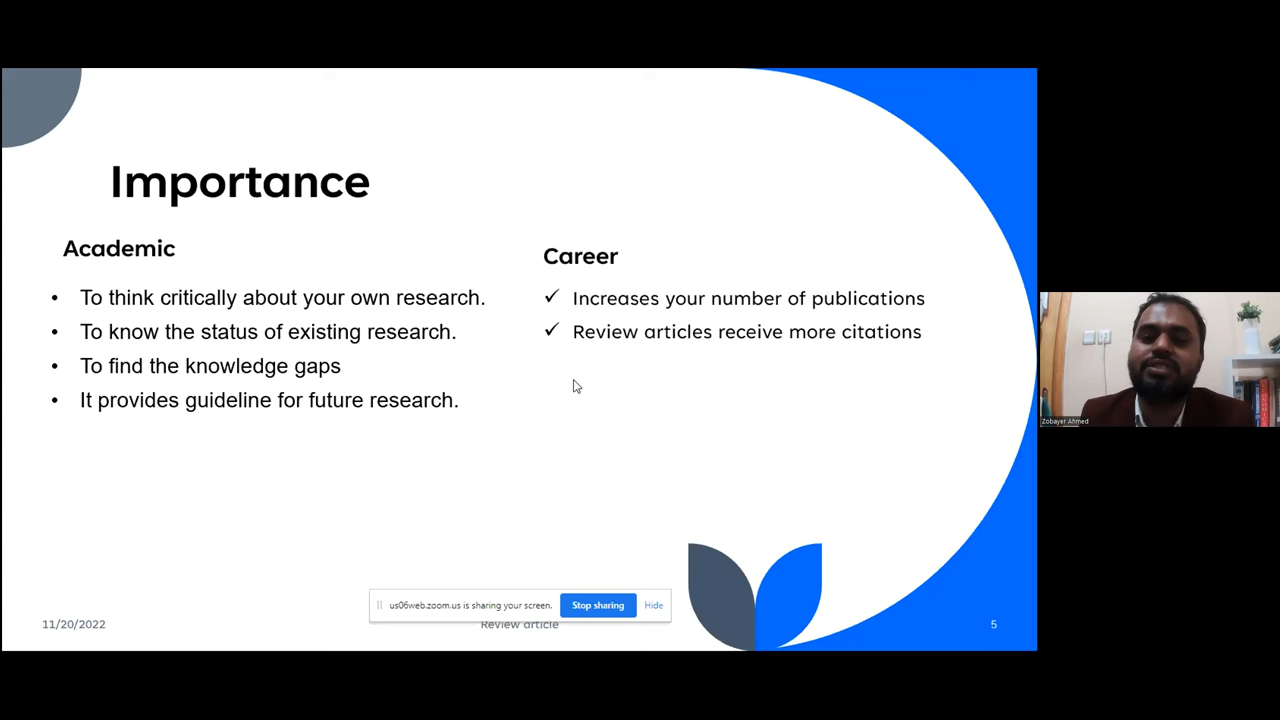 Importance
Academic
• To think critically about your own research.
• To know the status of existing research.
• To find the knowledge gaps
• It provides guideline for future research.
Career
✓ Increases your number of publications
✓ Review articles receive more citations
Zobayer Ahmed
us06web.zoom.us is sharing your screen.
Stop sharing
Hide
11/20/2022
Review article
5